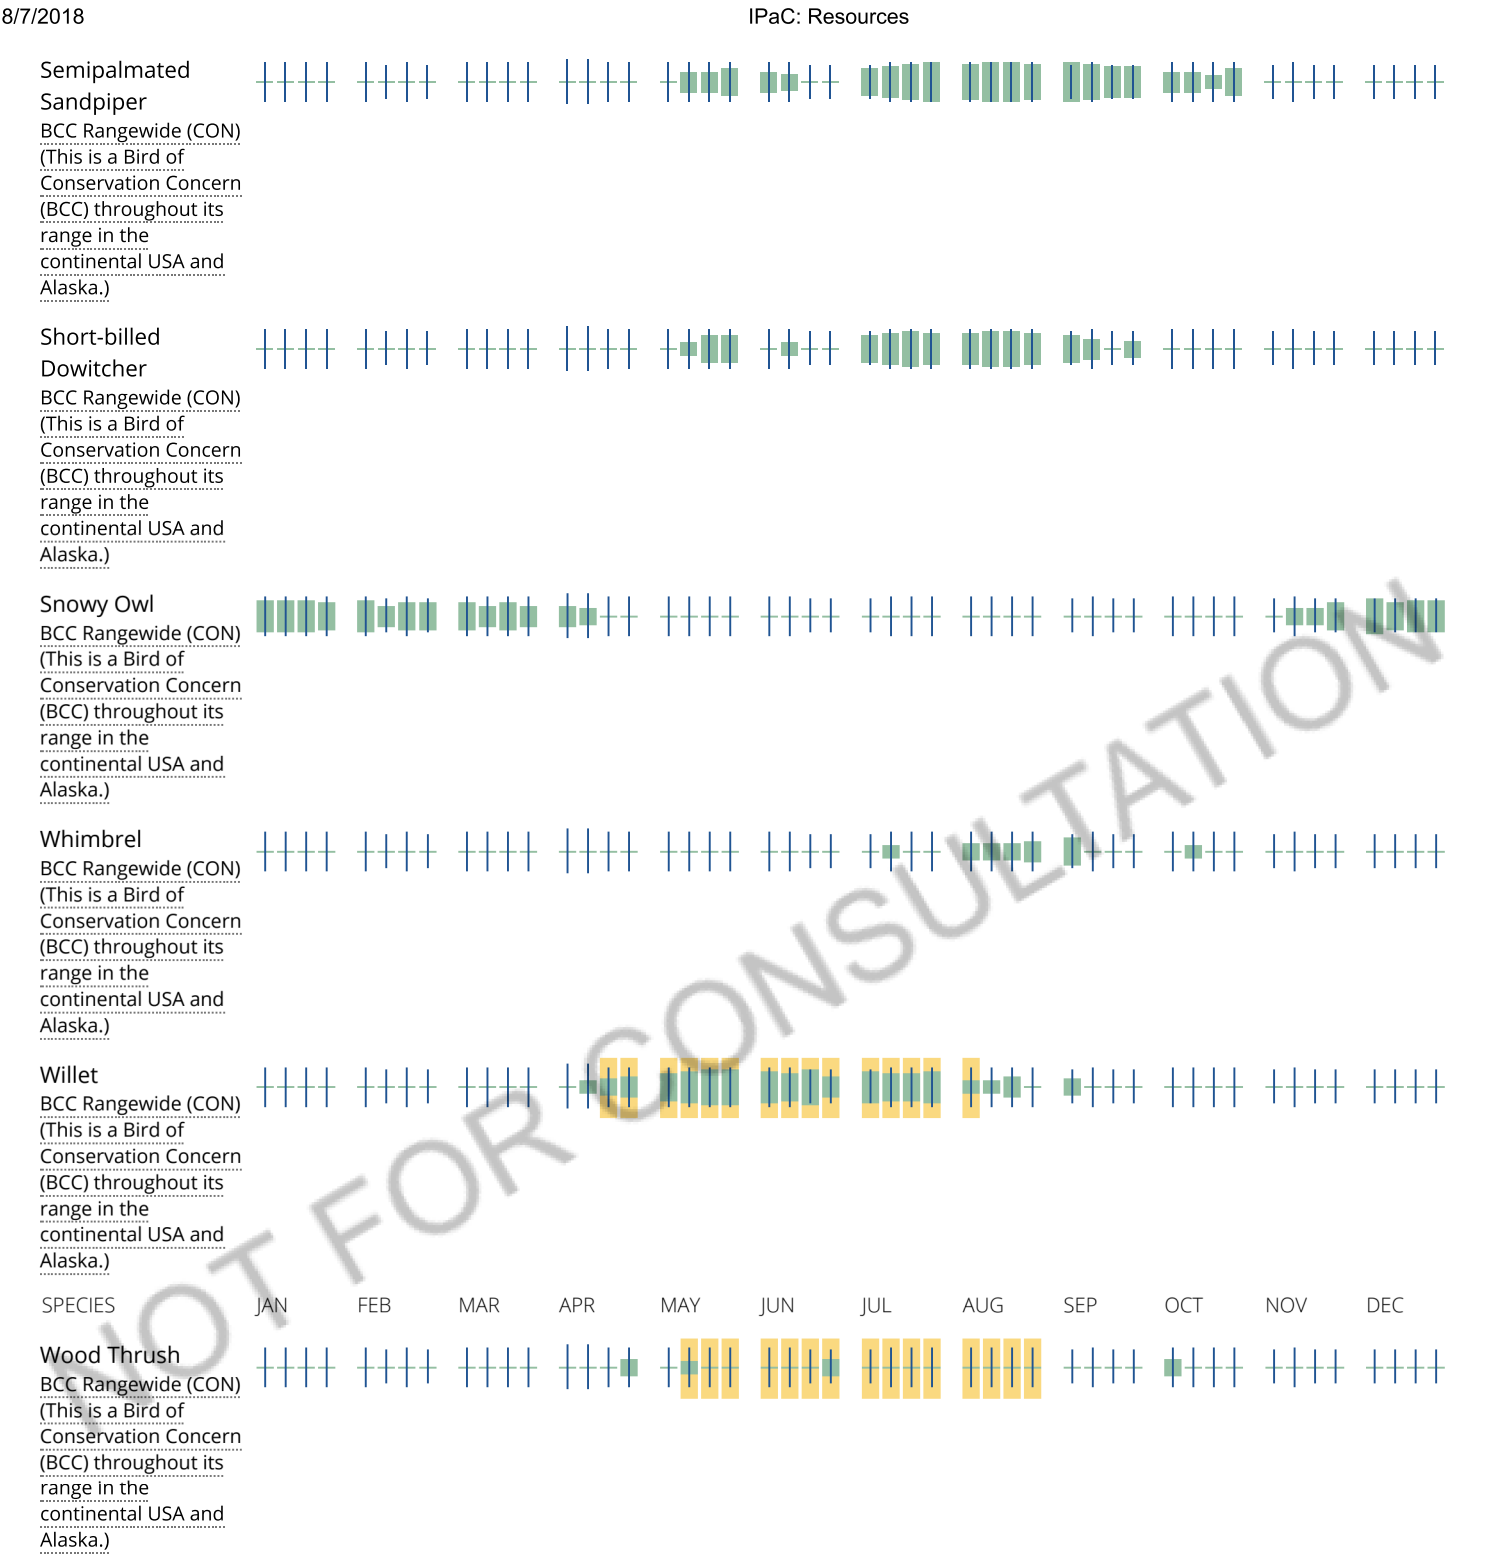 8/7/2018
IPaC: Resources
Semipalmated
Sandpiper
BCC Rangewide (CON)
(This is a Bird of
Conservation Concern
(BCC) throughout its
range in the
continental USA and
Alaska.)
Short-billed
Dowitcher
BCC Rangewide (CON)
(This is a Bird of
Conservation Concern
(BCC) throughout its
range in the
continental USA and
Alaska.)
Snowy Owl
BCC Rangewide (CON)
(This is a Bird of
Conservation Concern
(BCC) throughout its
range in the
continental USA and
Alaska.)
Whimbrel
BCC Rangewide (CON)
(This is a Bird of
Conservation Concern
(BCC) throughout its
range in the
continental USA and
Alaska.)
Willet
BCC Rangewide (CON)
(This is a Bird of
Conservation Concern
(BCC) throughout its
range in the
continental USA and
Alaska.)
SPECIES JAN FEB MAR APR MAY JUN JUL AUG SEP OCT NOV DEC
Wood Thrush
BCC Rangewide (CON)
(This is a Bird of
Conservation Concern
(BCC) throughout its
range in the
continental USA and
Alaska.)
NOT FOR CONSULTATION